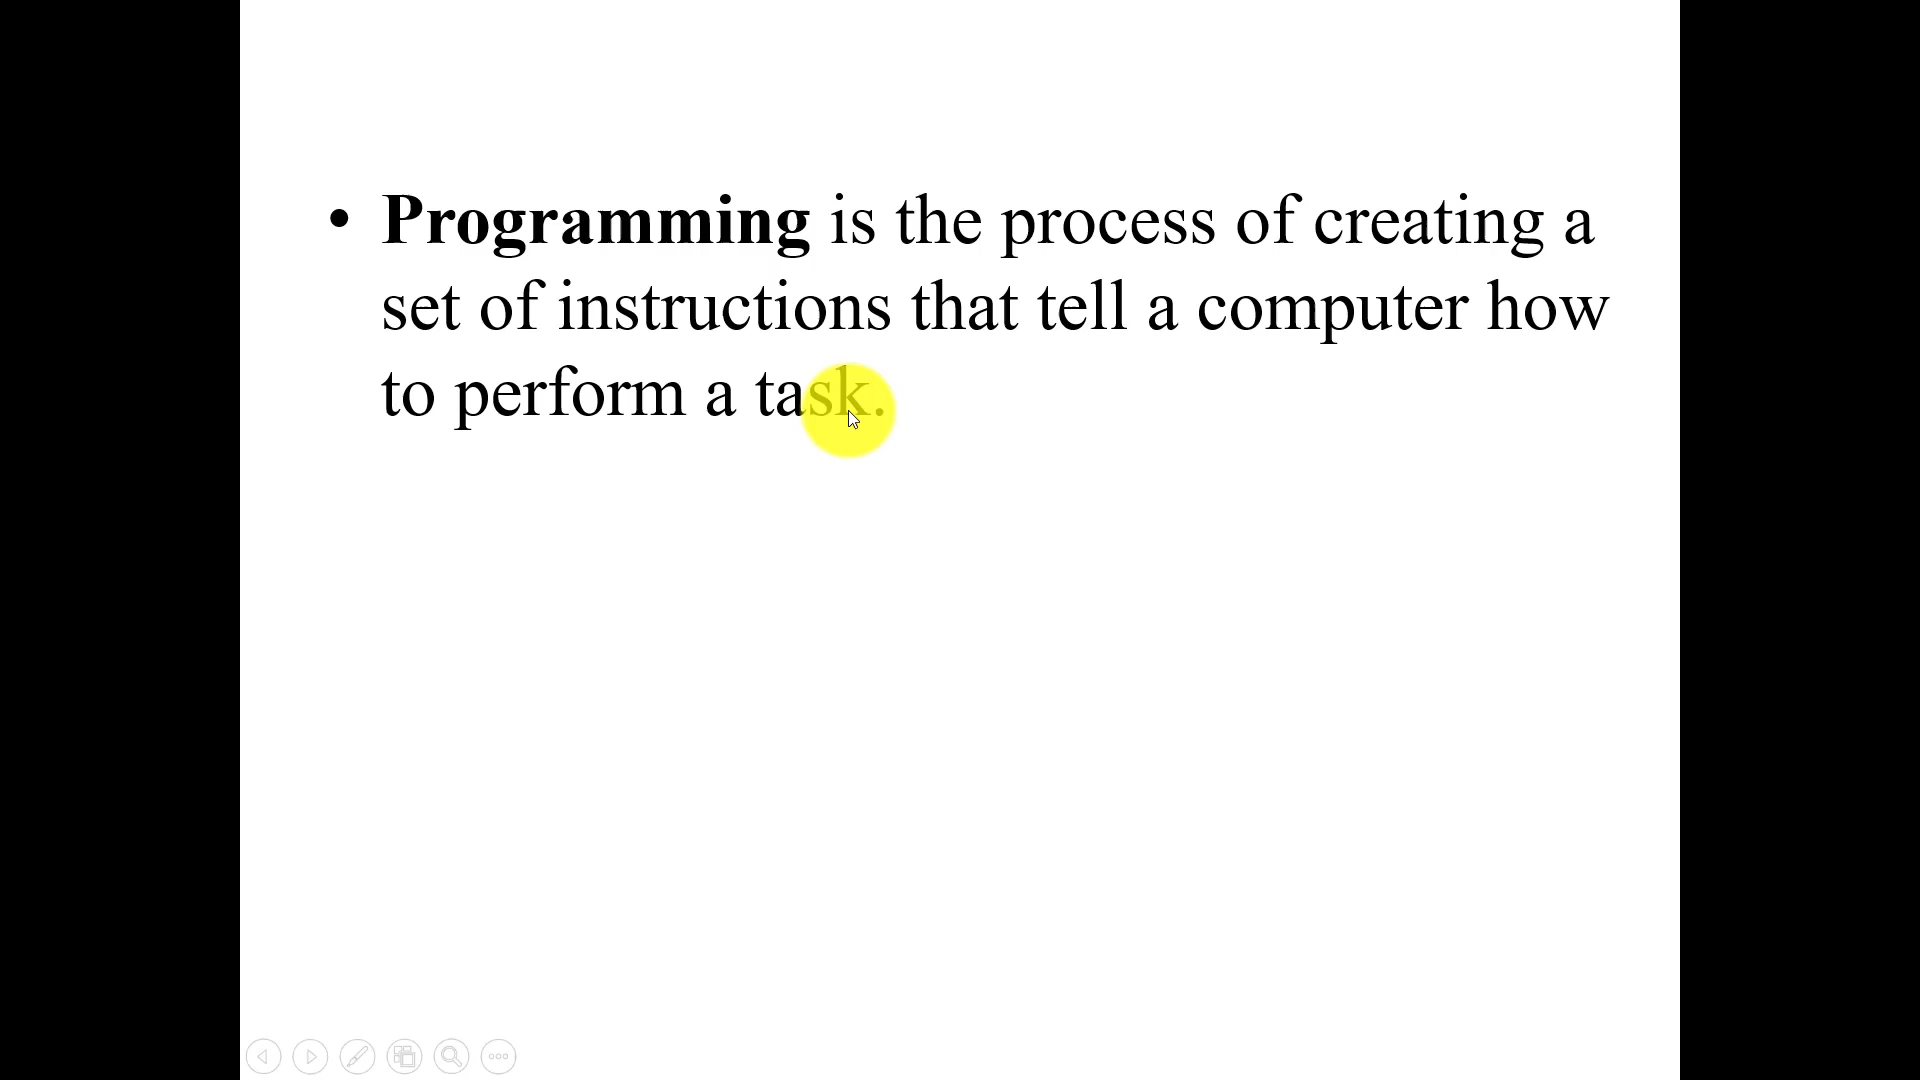 • Programming is the process of creating a
set of instructions that tell a computer how
to perform a task.